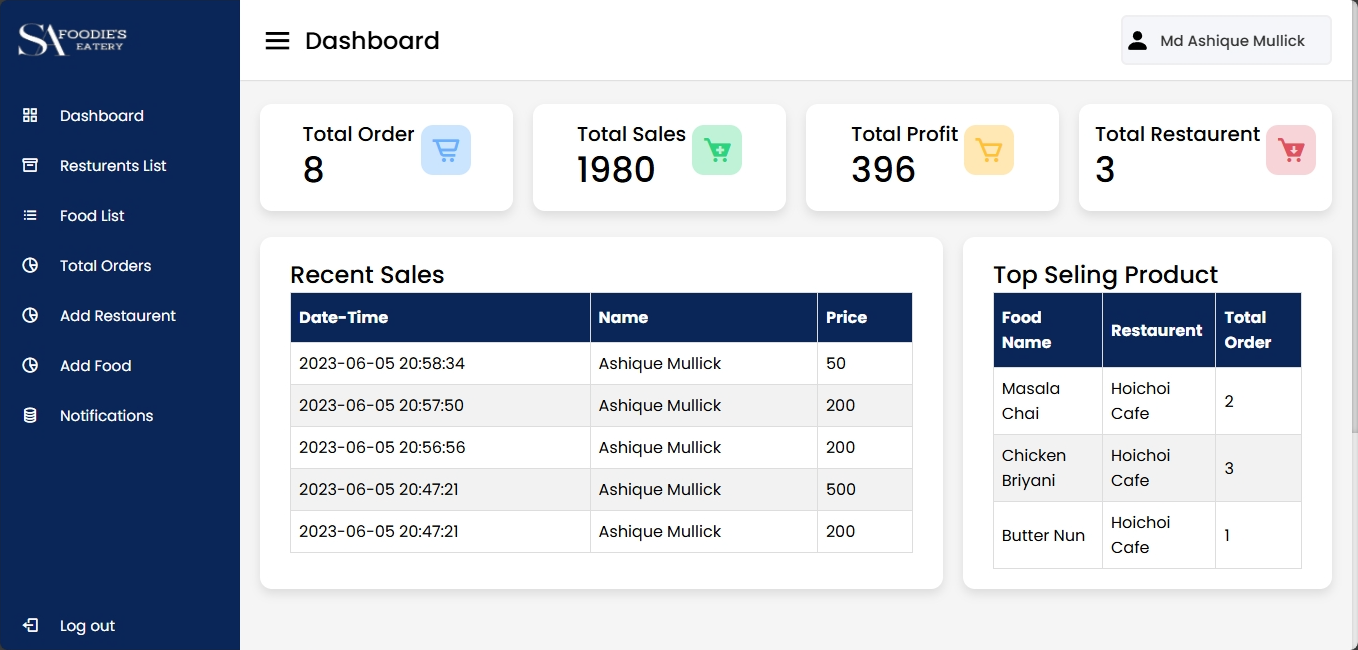 SA FOODIE'S
EATERY
Dashboard
Md Ashique Mullick
Dashboard
Resturents List
Food List
Total Orders
Add Restaurent
Add Food
Notifications
Log out
Total Order
8
Total Sales
1980
Total Profit
396
Total Restaurent
3
Recent Sales
Date-Time Name Price
2023-06-05 20:58:34 Ashique Mullick 50
2023-06-05 20:57:50 Ashique Mullick 200
2023-06-05 20:56:56 Ashique Mullick 200
2023-06-05 20:47:21 Ashique Mullick 500
2023-06-05 20:47:21 Ashique Mullick 200
Top Seling Product
Food Name Restaurent Total Order
Masala Chai Hoichoi Cafe 2
Chicken Briyani Hoichoi Cafe 3
Butter Nun Hoichoi Cafe 1